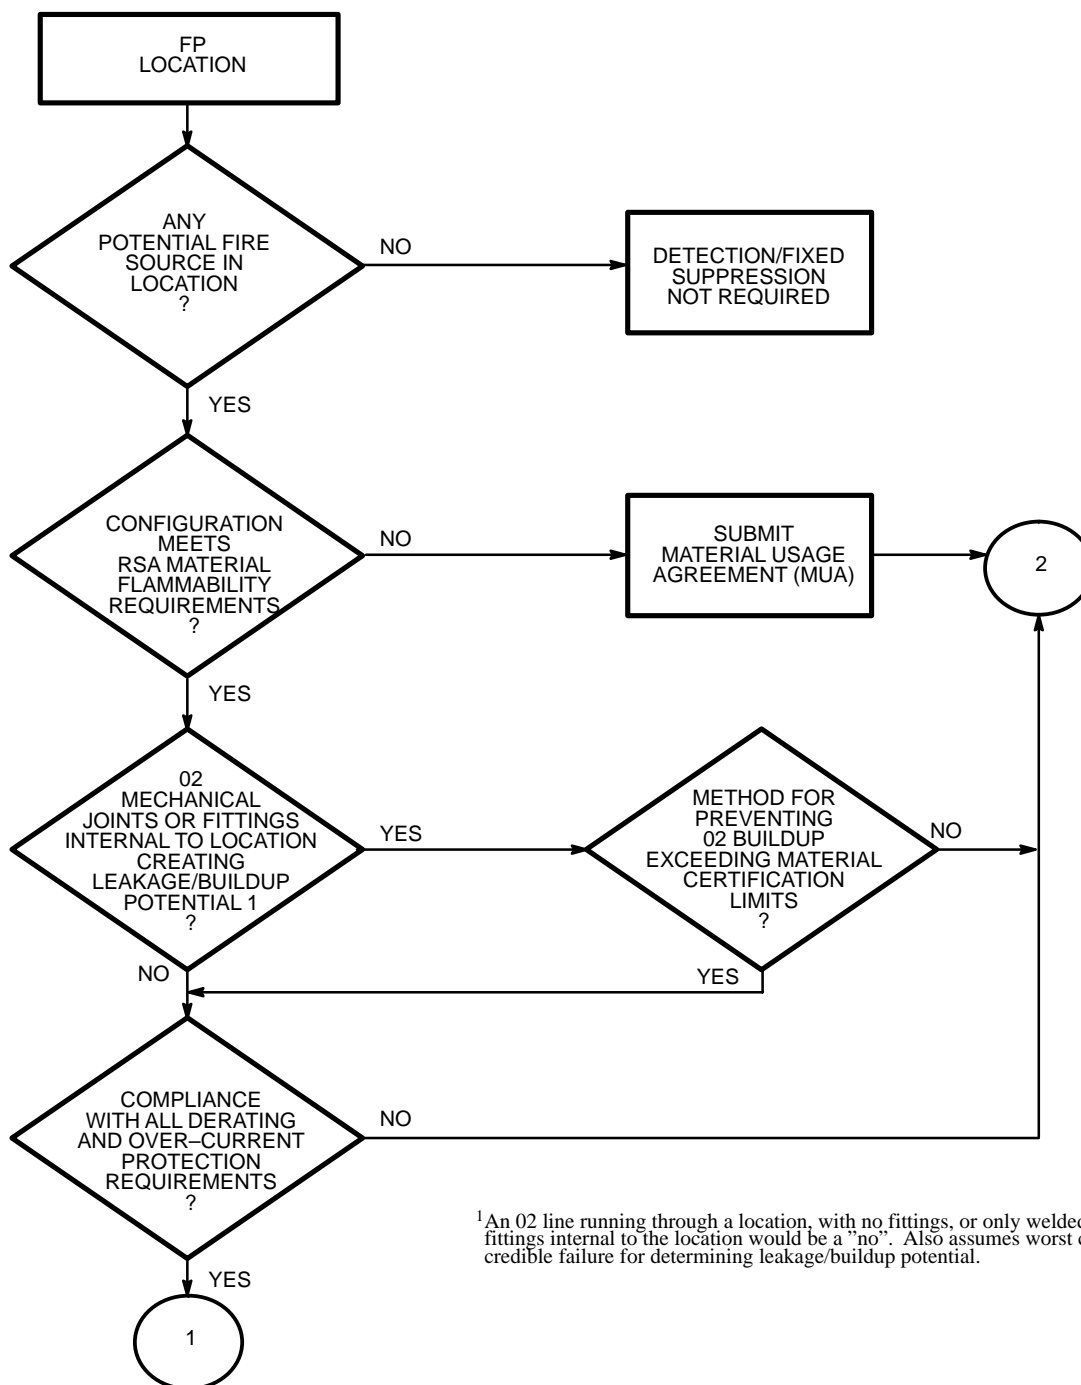 FP
LOCATION
ANY
POTENTIAL FIRE
SOURCE IN
LOCATION
?
NO
DETECTION/FIXED
SUPPRESSION
NOT REQUIRED
YES
CONFIGURATION
MEETS
RSA MATERIAL
FLAMMABILITY
REQUIREMENTS
?
NO
SUBMIT
MATERIAL USAGE
AGREEMENT (MUA)
2
YES
02
MECHANICAL
JOINTS OR FITTINGS
INTERNAL TO LOCATION
CREATING
LEAKAGE/BUILDUP
POTENTIAL 1
?
YES
METHOD FOR
PREVENTING
02 BUILDUP
EXCEEDING MATERIAL
CERTIFICATION
LIMITS
?
NO
NO
YES
COMPLIANCE
WITH ALL DERATING
AND OVER–CURRENT
PROTECTION
REQUIREMENTS
?
NO
1An 02 line running through a location, with no fittings, or only welded
fittings internal to the location would be a ”no”. Also assumes worst
credible failure for determining leakage/buildup potential.
YES
1